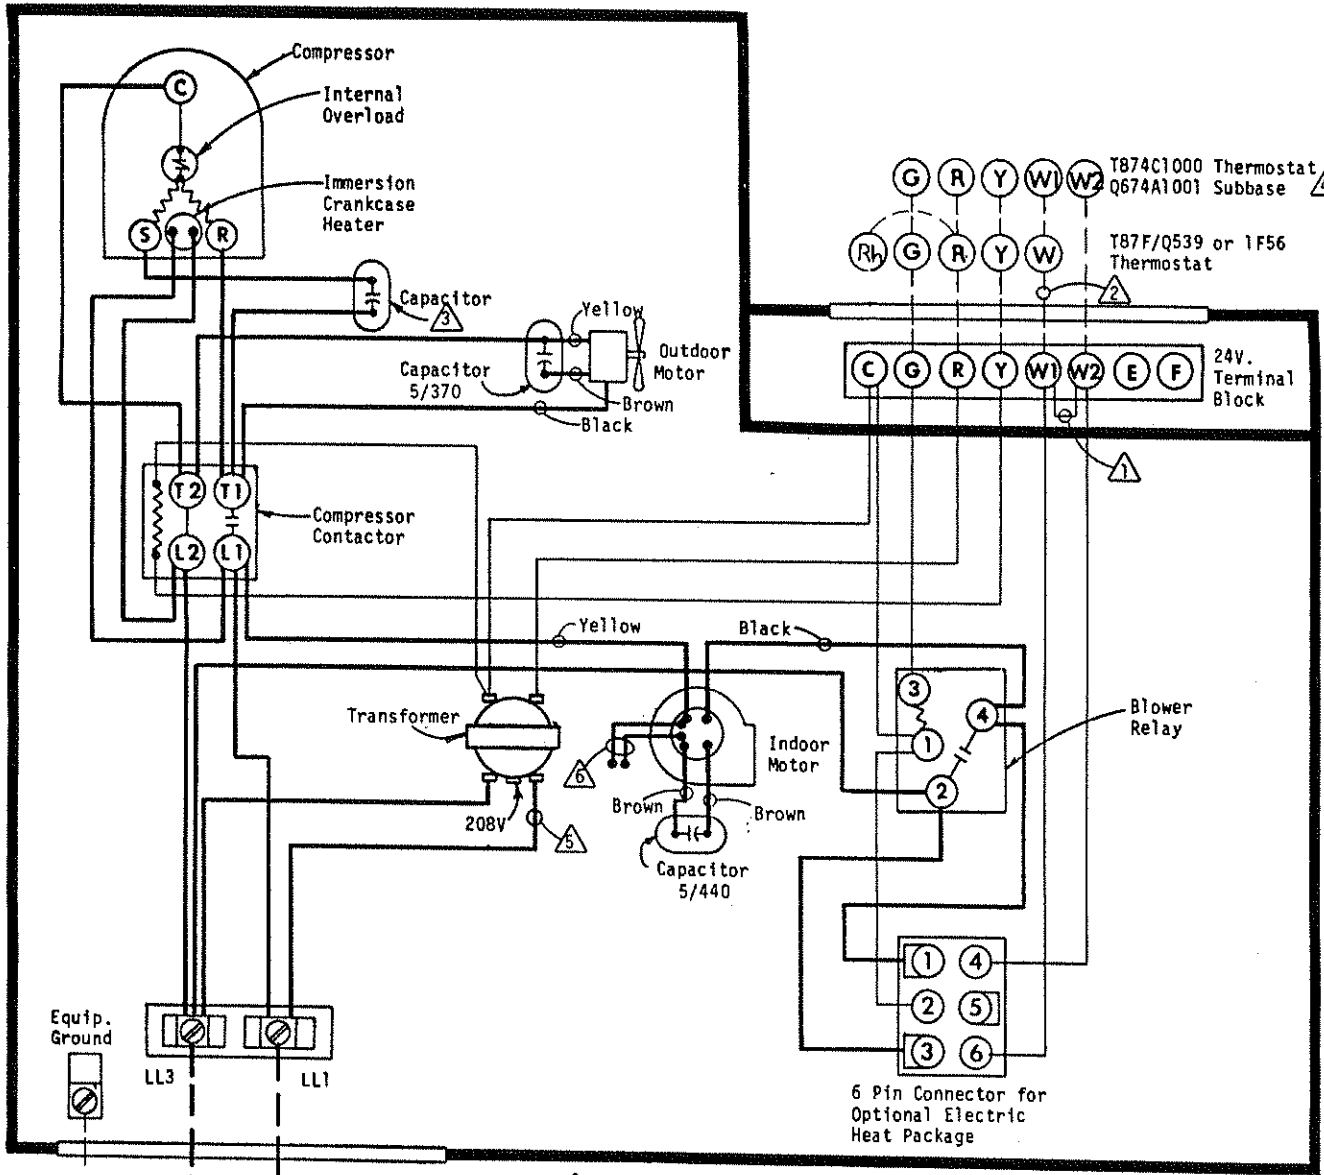 Compressor
C
Internal
Overload
Immersion
Crankcase
Heater
S
R
Capacitor
3
Yellow
Capacitor
5/370
Outdoor
Motor
Brown
Black
T2
T1
L2
L1
Compressor
Contactor
G R Y W1 W2
T874C1000 Thermostat
Q674A1001 Subbase
Rh G R Y W
T87F/Q539 or 1F56
Thermostat
2
C G R Y W1 W2 E F
24V.
Terminal
Block
1
Yellow
Black
Transformer
208V
5
6
Indoor
Motor
Brown
Brown
Capacitor
5/440
3
4
1
2
Blower
Relay
1 4
2 5
3 6
6 Pin Connector for
Optional Electric
Heat Package
Equip.
Ground
LL3
LL1